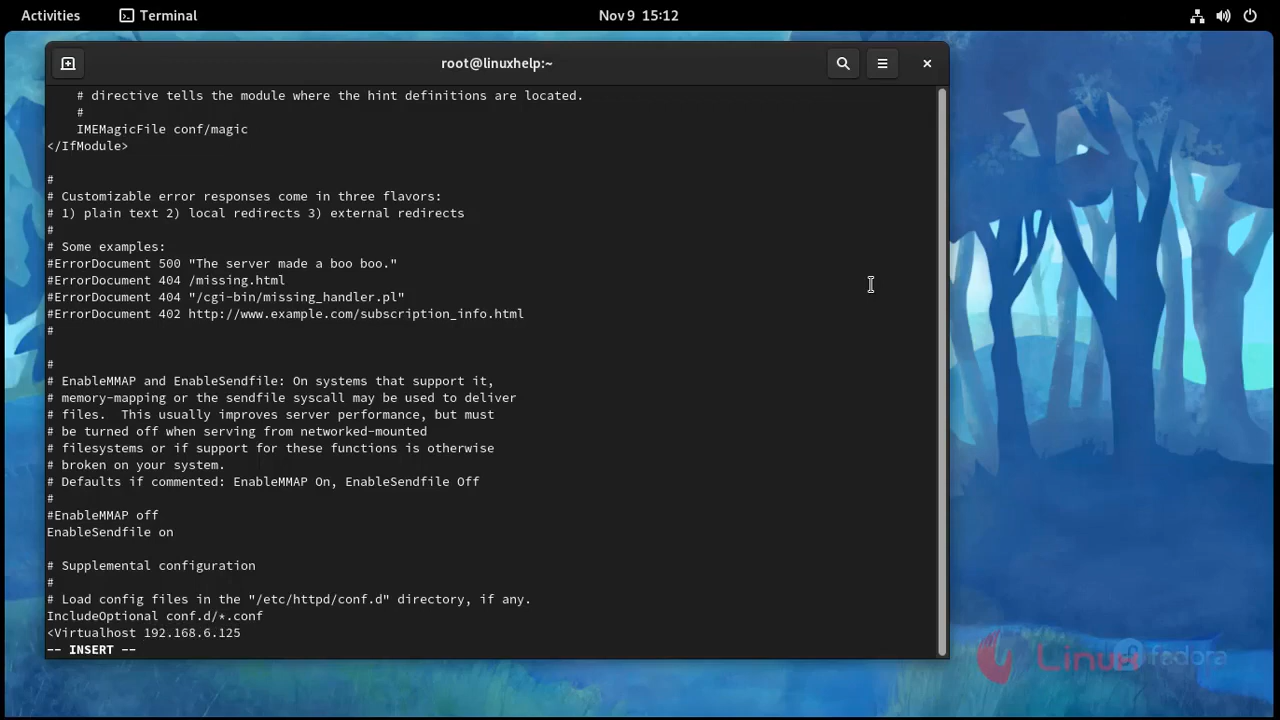 Activities
Terminal
Nov 9 15:12
root@linuxhelp:~
# directive tells the module where the hint definitions are located.
#
IMEMagicFile conf/magic
</IfModule>
#
# Customizable error responses come in three flavors:
# 1) plain text 2) local redirects 3) external redirects
#
# Some examples:
#ErrorDocument 500 "The server made a boo boo."
#ErrorDocument 404 /missing.html
#ErrorDocument 404 "/cgi-bin/missing_handler.pl"
#ErrorDocument 402 http://www.example.com/subscription_info.html
#
#
# EnableMMAP and EnableSendfile: On systems that support it,
# memory-mapping or the sendfile syscall may be used to deliver
# files.  This usually improves server performance, but must
# be turned off when serving from networked-mounted
# filesystems or if support for these functions is otherwise
# broken on your system.
# Defaults if commented: EnableMMAP On, EnableSendfile Off
#
#EnableMMAP off
EnableSendfile on
# Supplemental configuration
#
# Load config files in the "/etc/httpd/conf.d" directory, if any.
IncludeOptional conf.d/*.conf
<Virtualhost 192.168.6.125
-- INSERT --